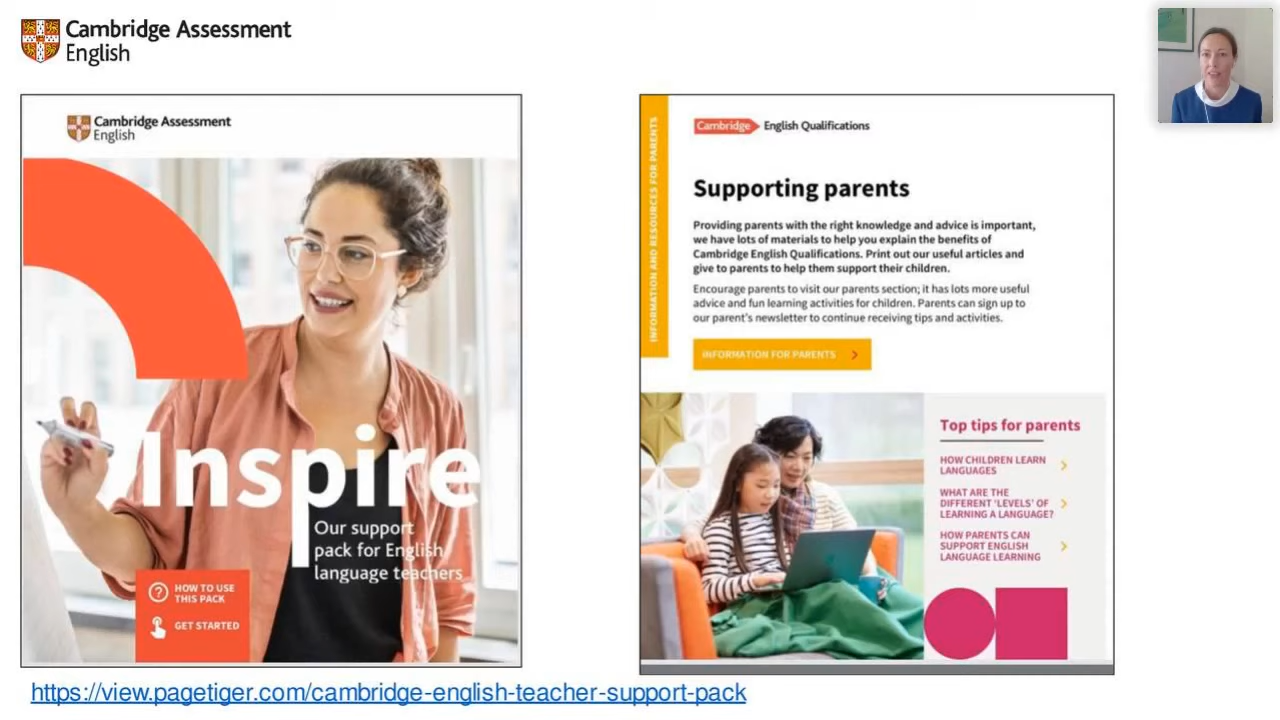 Cambridge Assessment
English
Cambridge Assessment
English
Inspire
Our support
pack for English
language teachers
HOW TO USE
THIS PACK
GET STARTED
INFORMATION AND RESOURCES FOR PARENTS
Cambridge English Qualifications
Supporting parents
Providing parents with the right knowledge and advice is important,
we have lots of materials to help you explain the benefits of
Cambridge English Qualifications. Print out our useful articles and
give to parents to help them support their children.
Encourage parents to visit our parents section; it has lots more useful
advice and fun learning activities for children. Parents can sign up to
our parent's newsletter to continue receiving tips and activities.
INFORMATION FOR PARENTS
Top tips for parents
HOW CHILDREN LEARN
LANGUAGES
WHAT ARE THE
DIFFERENT 'LEVELS' OF
LEARNING A LANGUAGE?
HOW PARENTS CAN
SUPPORT ENGLISH
LANGUAGE LEARNING
https://view.pagetiger.com/cambridge-english-teacher-support-pack